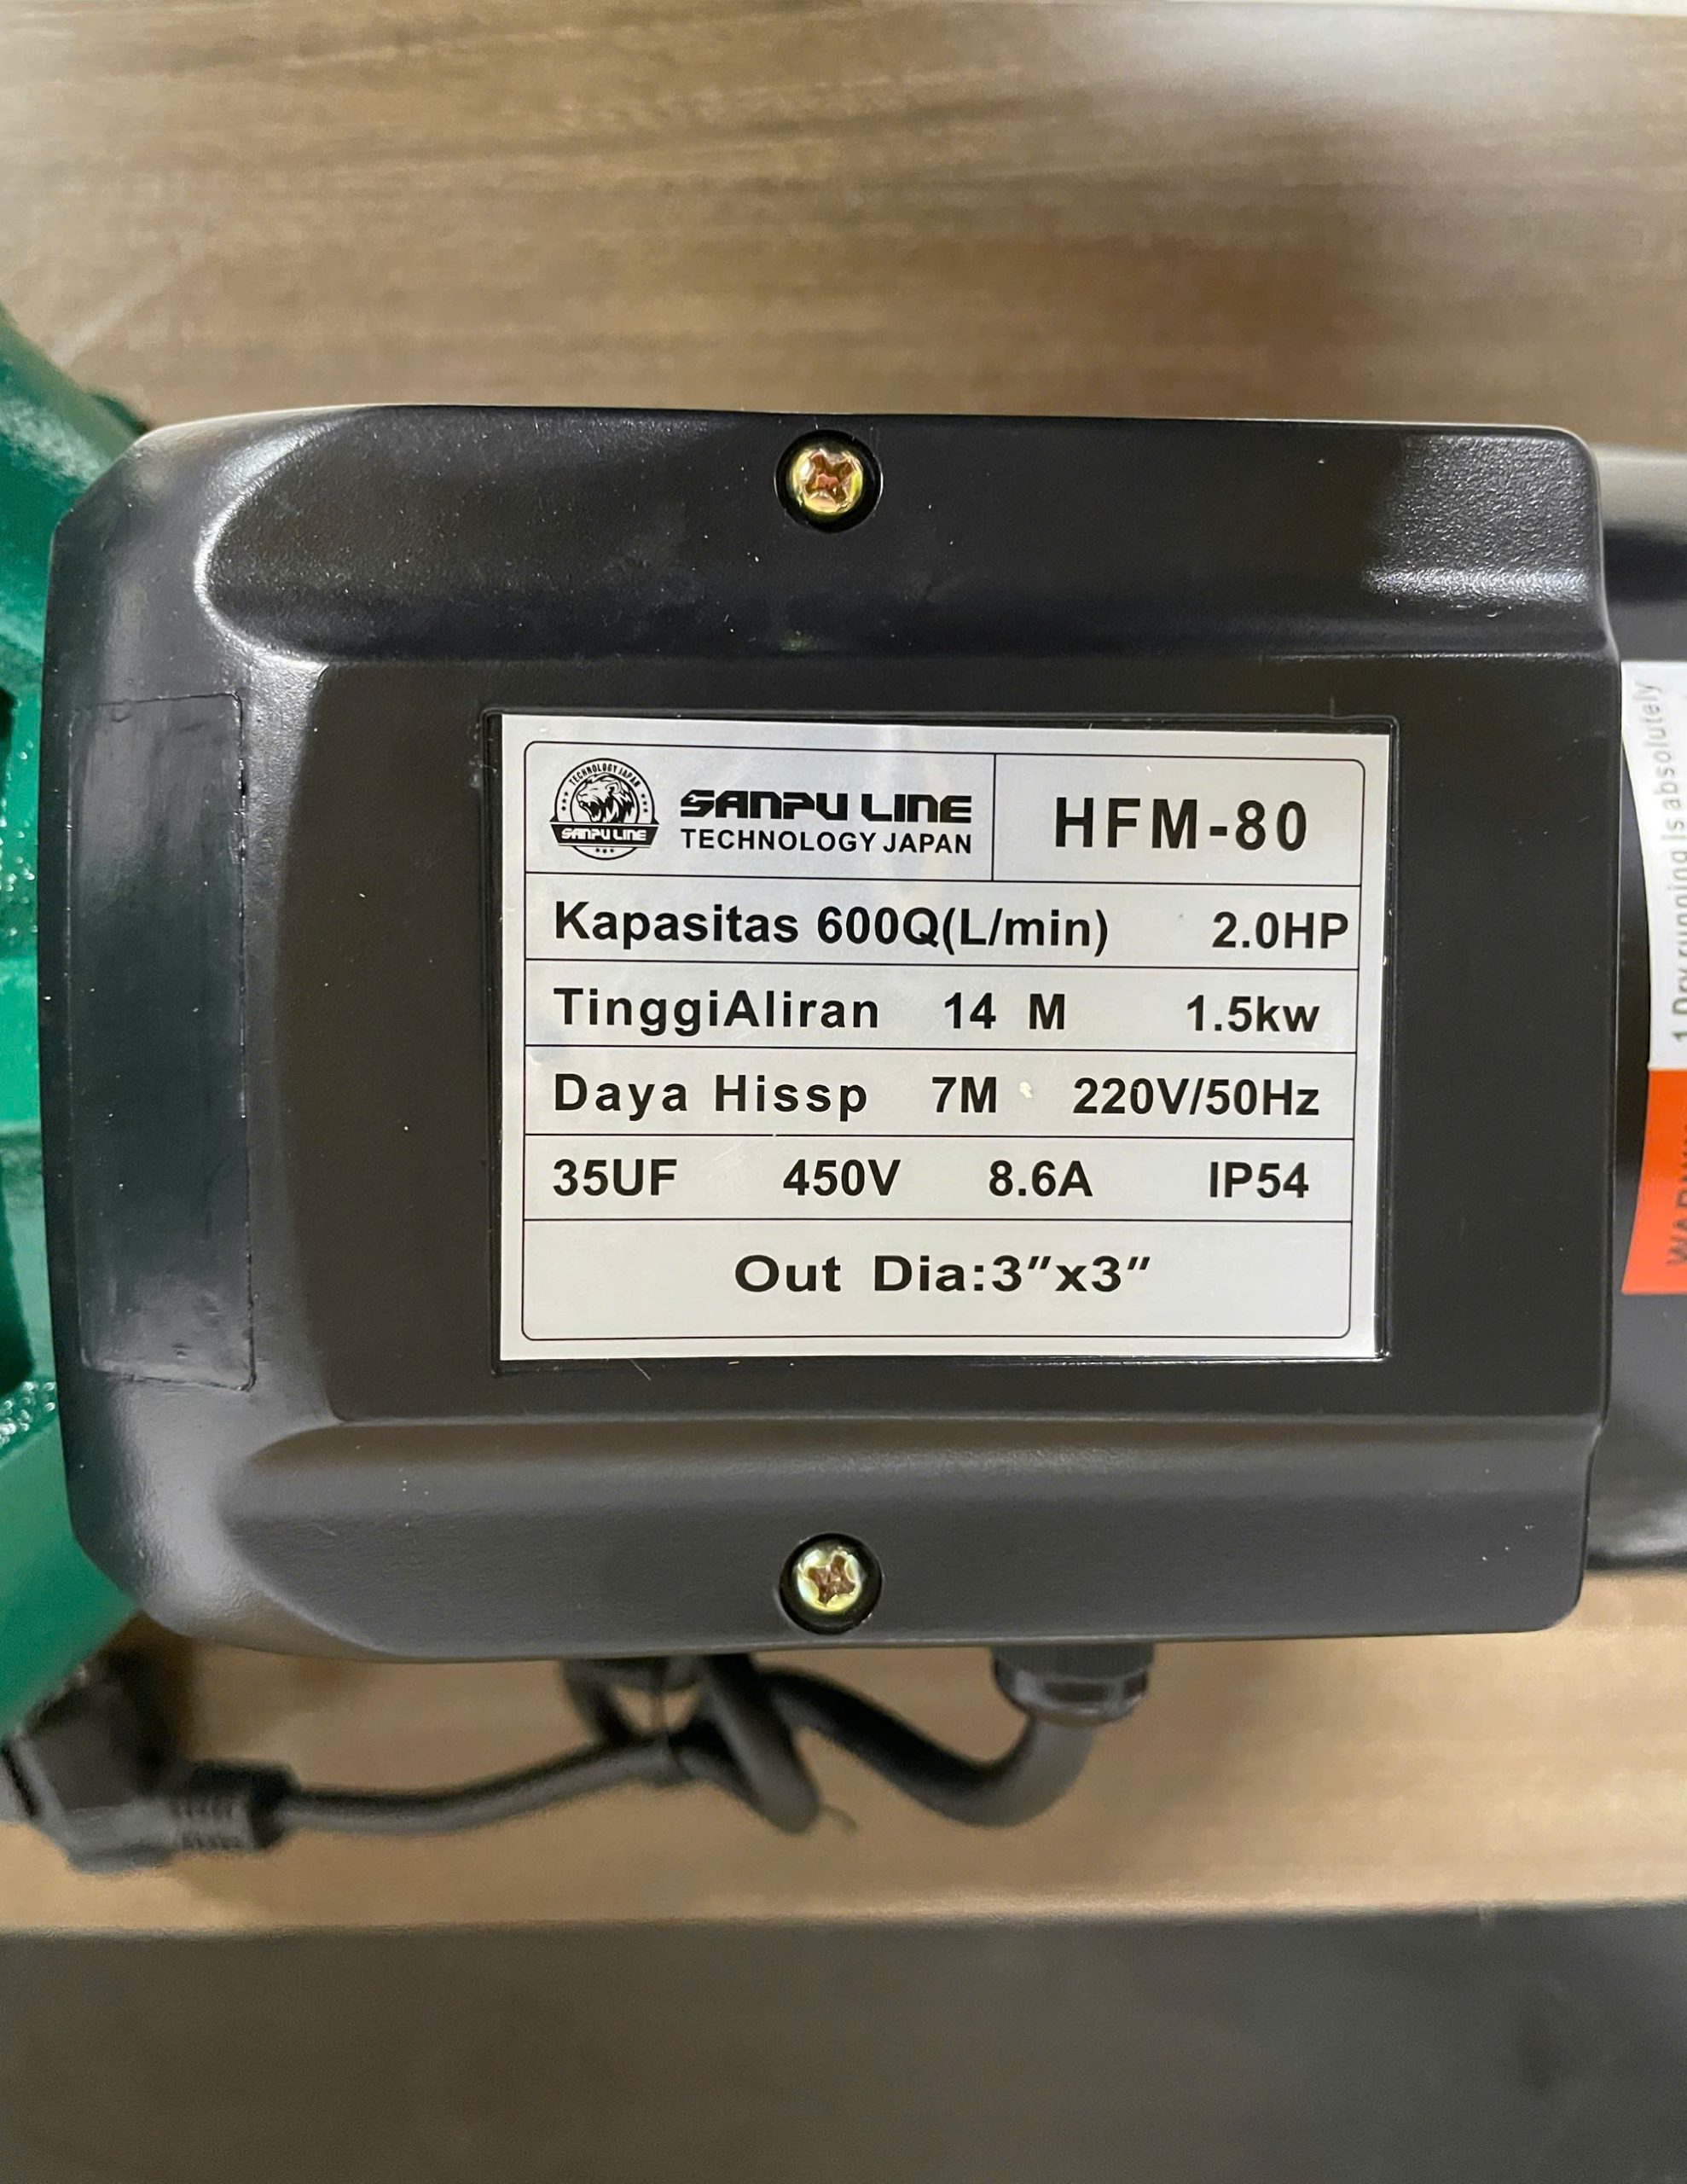 TECHNOLOGY JAPAN
SANPU LINE
SANPU LINE
TECHNOLOGY JAPAN
HFM-80
Kapasitas 600Q(L/min) 2.0HP
TinggiAliran 14 M 1.5kw
Daya Hissp 7M 220V/50Hz
35UF 450V 8.6A IP54
Out Dia:3″x3″
1.Dry running is absolutely